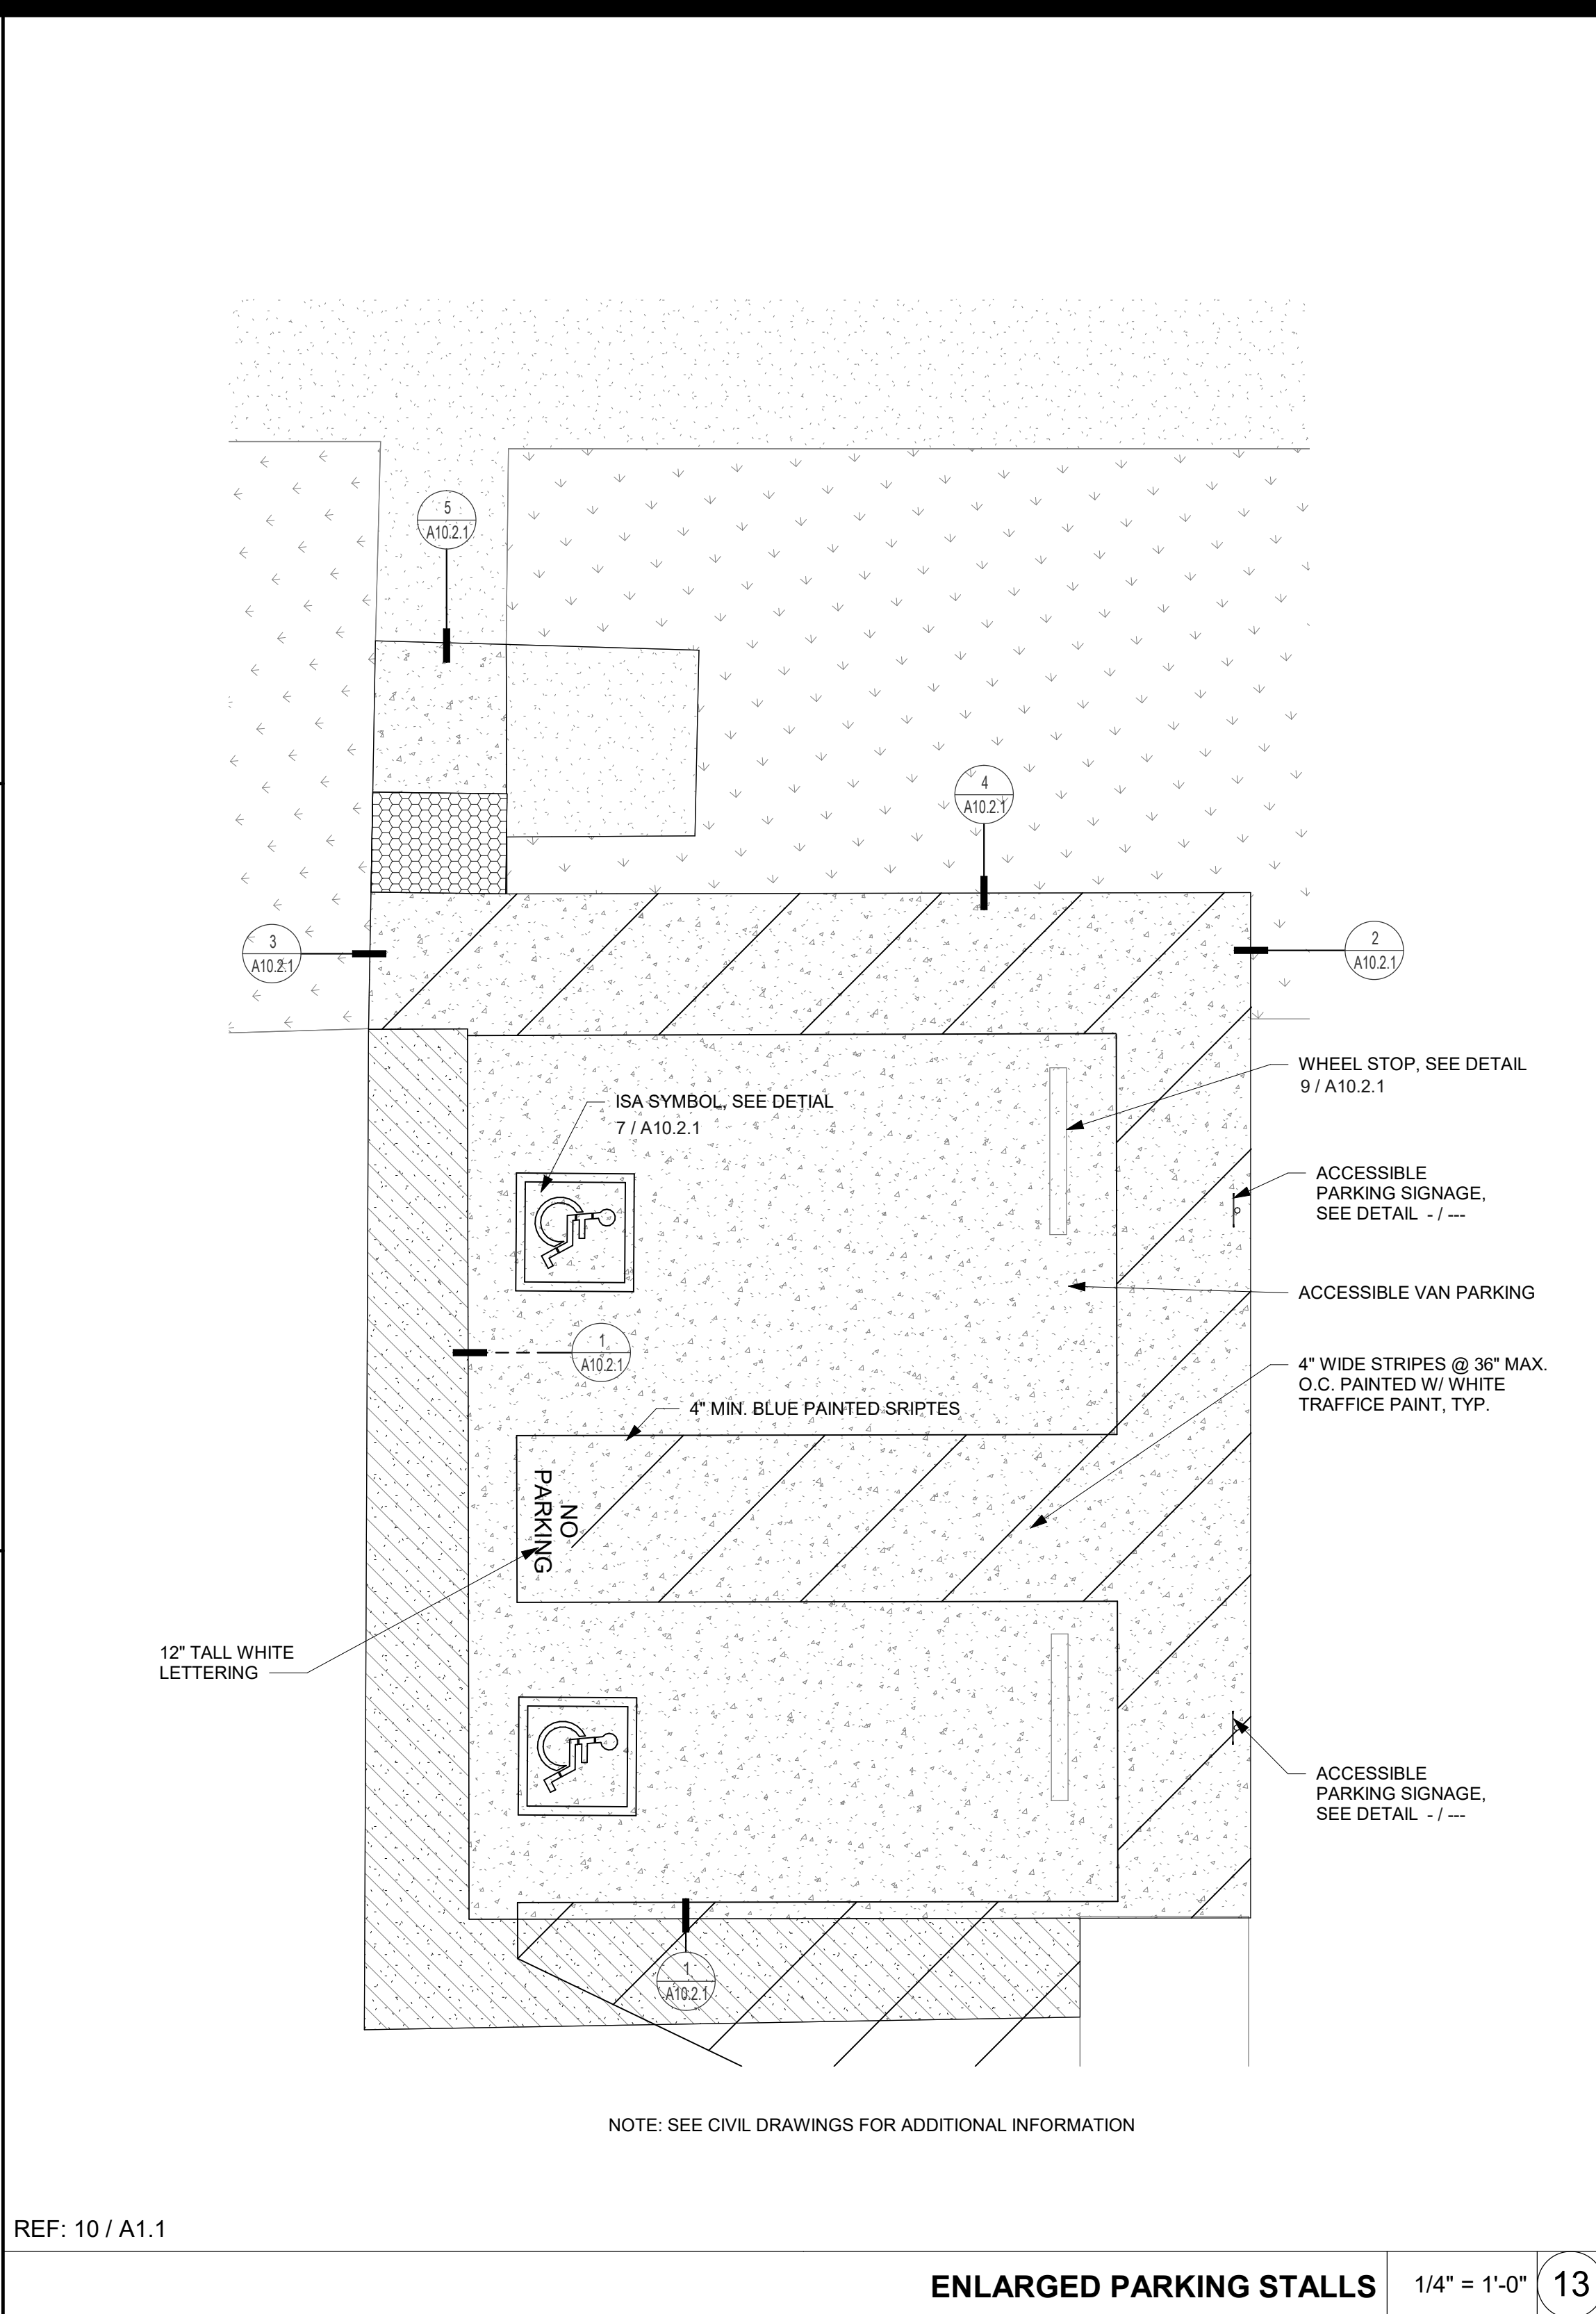 5
A10.2.1
4
A10.2.1
3
A10.2.1
2
A10.2.1
WHEEL STOP, SEE DETAIL
9 / A10.2.1
ISA SYMBOL, SEE DETIAL
7 / A10.2.1
ACCESSIBLE
PARKING SIGNAGE,
SEE DETAIL - / ---
ACCESSIBLE VAN PARKING
1
A10.2.1
4" WIDE STRIPES @ 36" MAX.
O.C. PAINTED W/ WHITE
TRAFFICE PAINT, TYP.
4" MIN. BLUE PAINTED SRIPTES
NO
PARKING
12" TALL WHITE
LETTERING
ACCESSIBLE
PARKING SIGNAGE,
SEE DETAIL - / ---
1
A10.2.1
NOTE: SEE CIVIL DRAWINGS FOR ADDITIONAL INFORMATION
REF: 10 / A1.1
ENLARGED PARKING STALLS
1/4" = 1'-0"
13